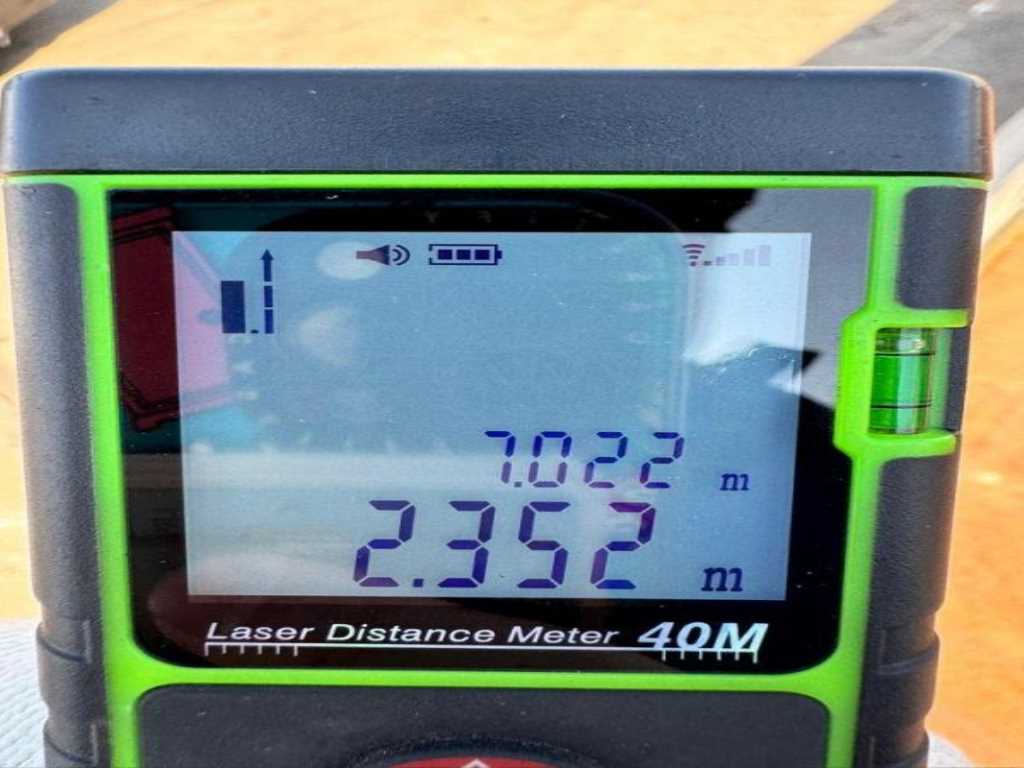 7.022 m
2.352 m
Laser Distance Meter 40M